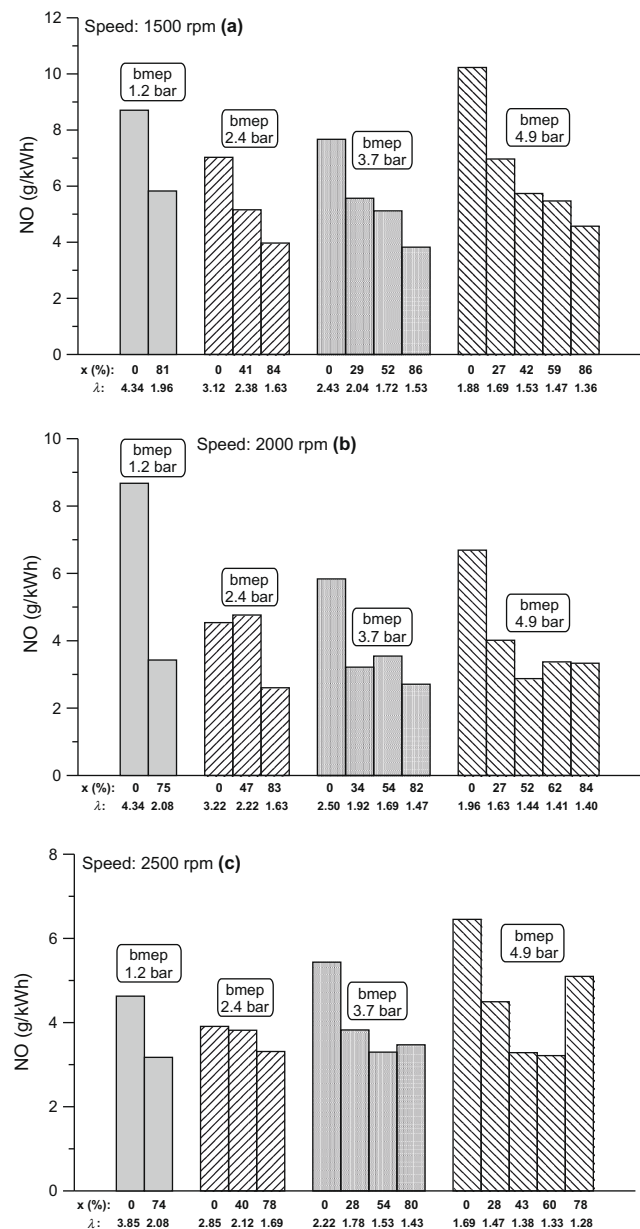 Speed: 1500 rpm (a)
12
10
8
6
4
2
0
NO (g/kWh)
bmep
1.2 bar
bmep
2.4 bar
bmep
3.7 bar
bmep
4.9 bar
x (%): 0 81 0 41 84 0 29 52 86 0 27 42 59 86
λ: 4.34 1.96 3.12 2.38 1.63 2.43 2.04 1.72 1.53 1.88 1.69 1.53 1.47 1.36
Speed: 2000 rpm (b)
10
8
6
4
2
0
NO (g/kWh)
bmep
1.2 bar
bmep
2.4 bar
bmep
3.7 bar
bmep
4.9 bar
x (%): 0 75 0 47 83 0 34 54 82 0 27 52 62 84
λ: 4.34 2.08 3.22 2.22 1.63 2.50 1.92 1.69 1.47 1.96 1.63 1.44 1.41 1.40
Speed: 2500 rpm (c)
8
6
4
2
0
NO (g/kWh)
bmep
1.2 bar
bmep
2.4 bar
bmep
3.7 bar
bmep
4.9 bar
x (%): 0 74 0 40 78 0 28 54 80 0 28 43 60 78
λ: 3.85 2.08 2.85 2.12 1.69 2.22 1.78 1.53 1.43 1.69 1.47 1.38 1.33 1.28